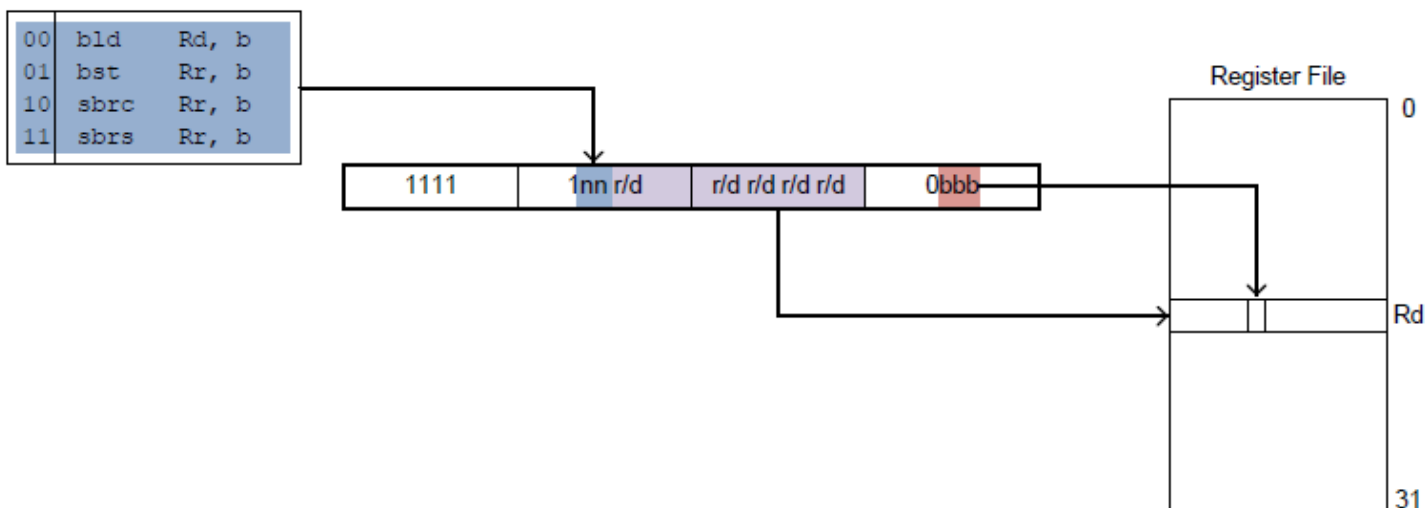 00 bld Rd, b
01 bst Rr, b
10 sbrc Rr, b
11 sbrs Rr, b
Register File
0
1111 1nn r/d r/d r/d r/d r/d 0bbb
Rd
31